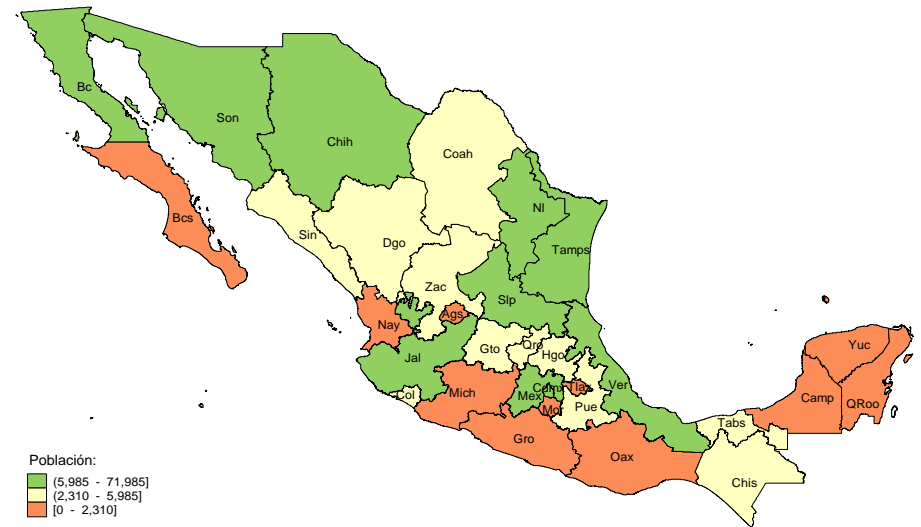 Bc
Son
Chih
Coah
Bcs
Nl
Sin
Dgo
Tamps
Zac
Slp
Nay
Ags
Gto
Qro
Hgo
Jal
Col
Mich
Mex
Cdmx
Tlax
Mo
Pue
Ver
Gro
Oax
Tabs
Chis
Yuc
Camp
QRoo
Población:
(5,985 - 71,985]
(2,310 - 5,985]
[0 - 2,310]